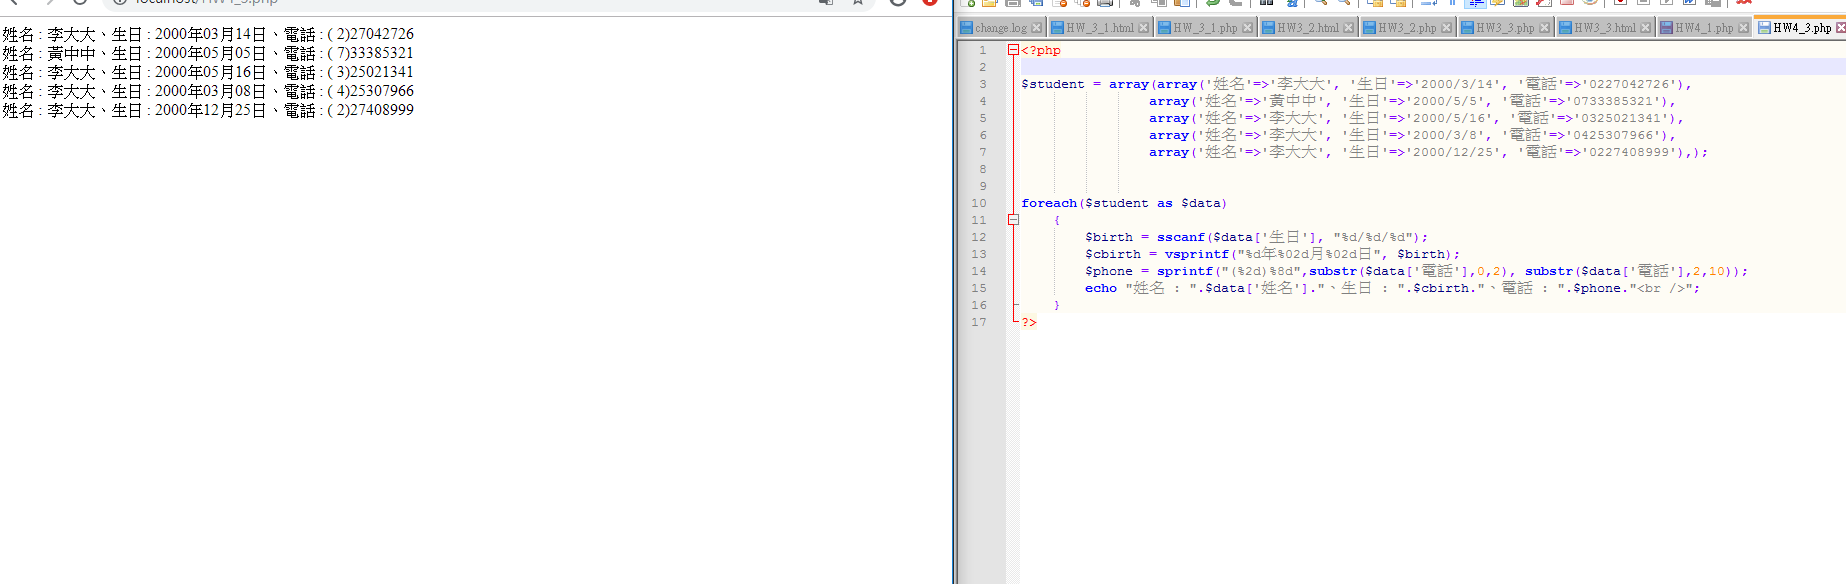 localhost/HW4_3.php
姓名 : 李大大、生日 : 2000年03月14日、電話 : ( 2)27042726
姓名 : 黃中中、生日 : 2000年05月05日、電話 : ( 7)33385321
姓名 : 李大大、生日 : 2000年05月16日、電話 : ( 3)25021341
姓名 : 李大大、生日 : 2000年03月08日、電話 : ( 4)25307966
姓名 : 李大大、生日 : 2000年12月25日、電話 : ( 2)27408999
change.log HW_3_1.html HW_3_1.php HW3_2.html HW3_2.php HW3_3.php HW3_3.html HW4_1.php HW4_3.php
1 <?php
2
3 $student = array(array('姓名'=>'李大大', '生日'=>'2000/3/14', '電話'=>'0227042726'),
4 array('姓名'=>'黃中中', '生日'=>'2000/5/5', '電話'=>'0733385321'),
5 array('姓名'=>'李大大', '生日'=>'2000/5/16', '電話'=>'0325021341'),
6 array('姓名'=>'李大大', '生日'=>'2000/3/8', '電話'=>'0425307966'),
7 array('姓名'=>'李大大', '生日'=>'2000/12/25', '電話'=>'0227408999'),);
8
9
10 foreach($student as $data)
11 {
12 $birth = sscanf($data['生日'], "%d/%d/%d");
13 $cbirth = vsprintf("%d年%02d月%02d日", $birth);
14 $phone = sprintf("(%2d)%8d",substr($data['電話'],0,2), substr($data['電話'],2,10));
15 echo "姓名 : ".$data['姓名']."、生日 : ".$cbirth."、電話 : ".$phone."<br />";
16 }
17 ?>